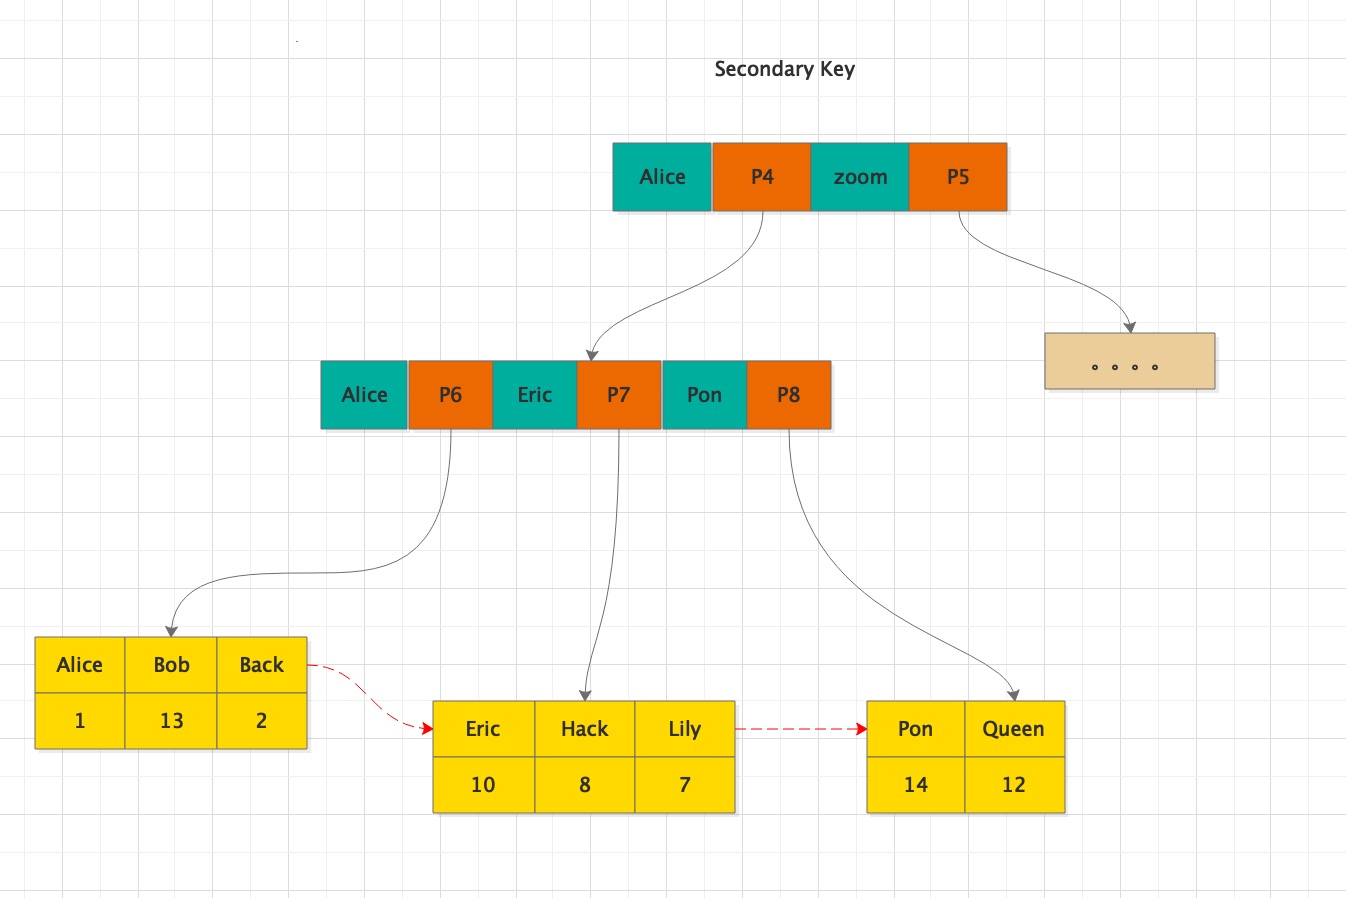 Secondary Key
Alice P4 zoom P5
Alice P6 Eric P7 Pon P8
Alice Bob Back
1 13 2
Eric Hack Lily
10 8 7
Pon Queen
14 12